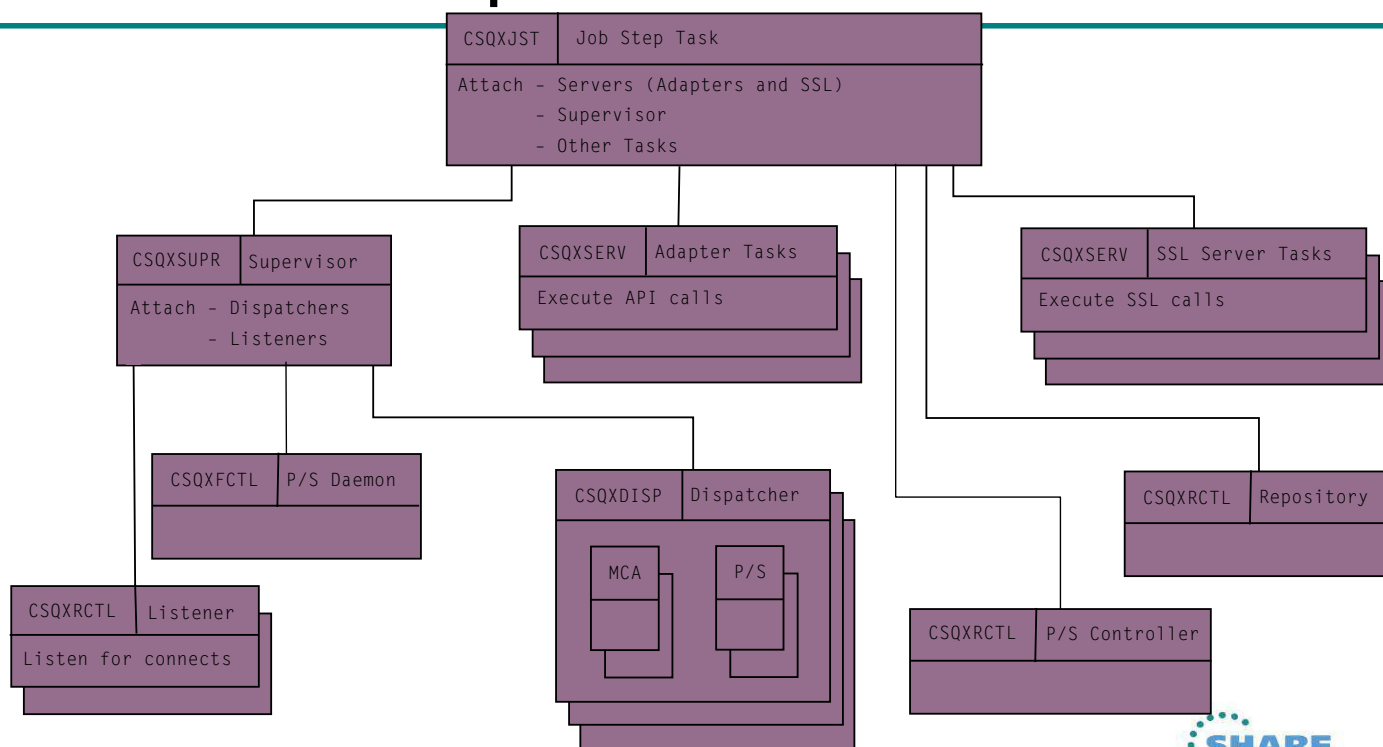 CSQXJST Job Step Task
Attach – Servers (Adapters and SSL)
– Supervisor
– Other Tasks
CSQXSUPR Supervisor
Attach – Dispatchers
– Listeners
CSQXSERV Adapter Tasks
Execute API calls
CSQXSERV SSL Server Tasks
Execute SSL calls
CSQXFCTL P/S Daemon
CSQXDISP Dispatcher
MCA
P/S
CSQXRCTL Repository
CSQXRCTL Listener
Listen for connects
CSQXRCTL P/S Controller
SHARE